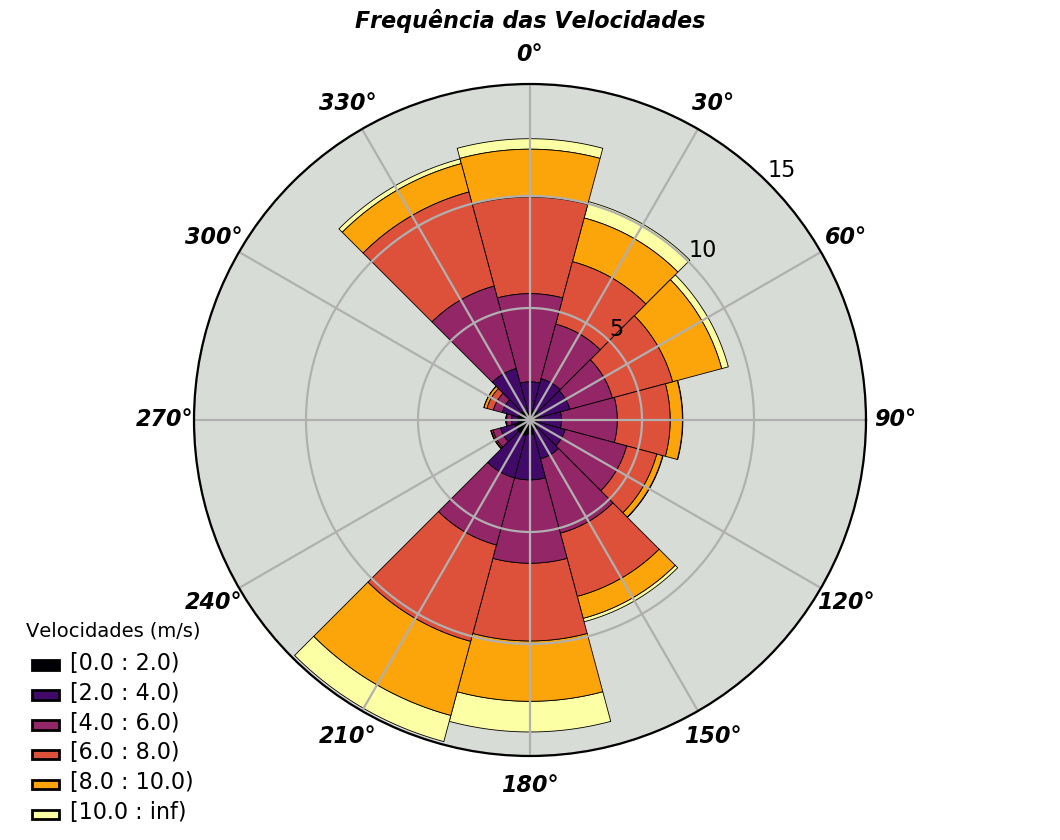 Frequência das Velocidades
0°
330°
30°
15
300°
60°
10
5
270°
90°
240°
120°
210°
150°
180°
Velocidades (m/s)
[0.0 : 2.0)
[2.0 : 4.0)
[4.0 : 6.0)
[6.0 : 8.0)
[8.0 : 10.0)
[10.0 : inf)